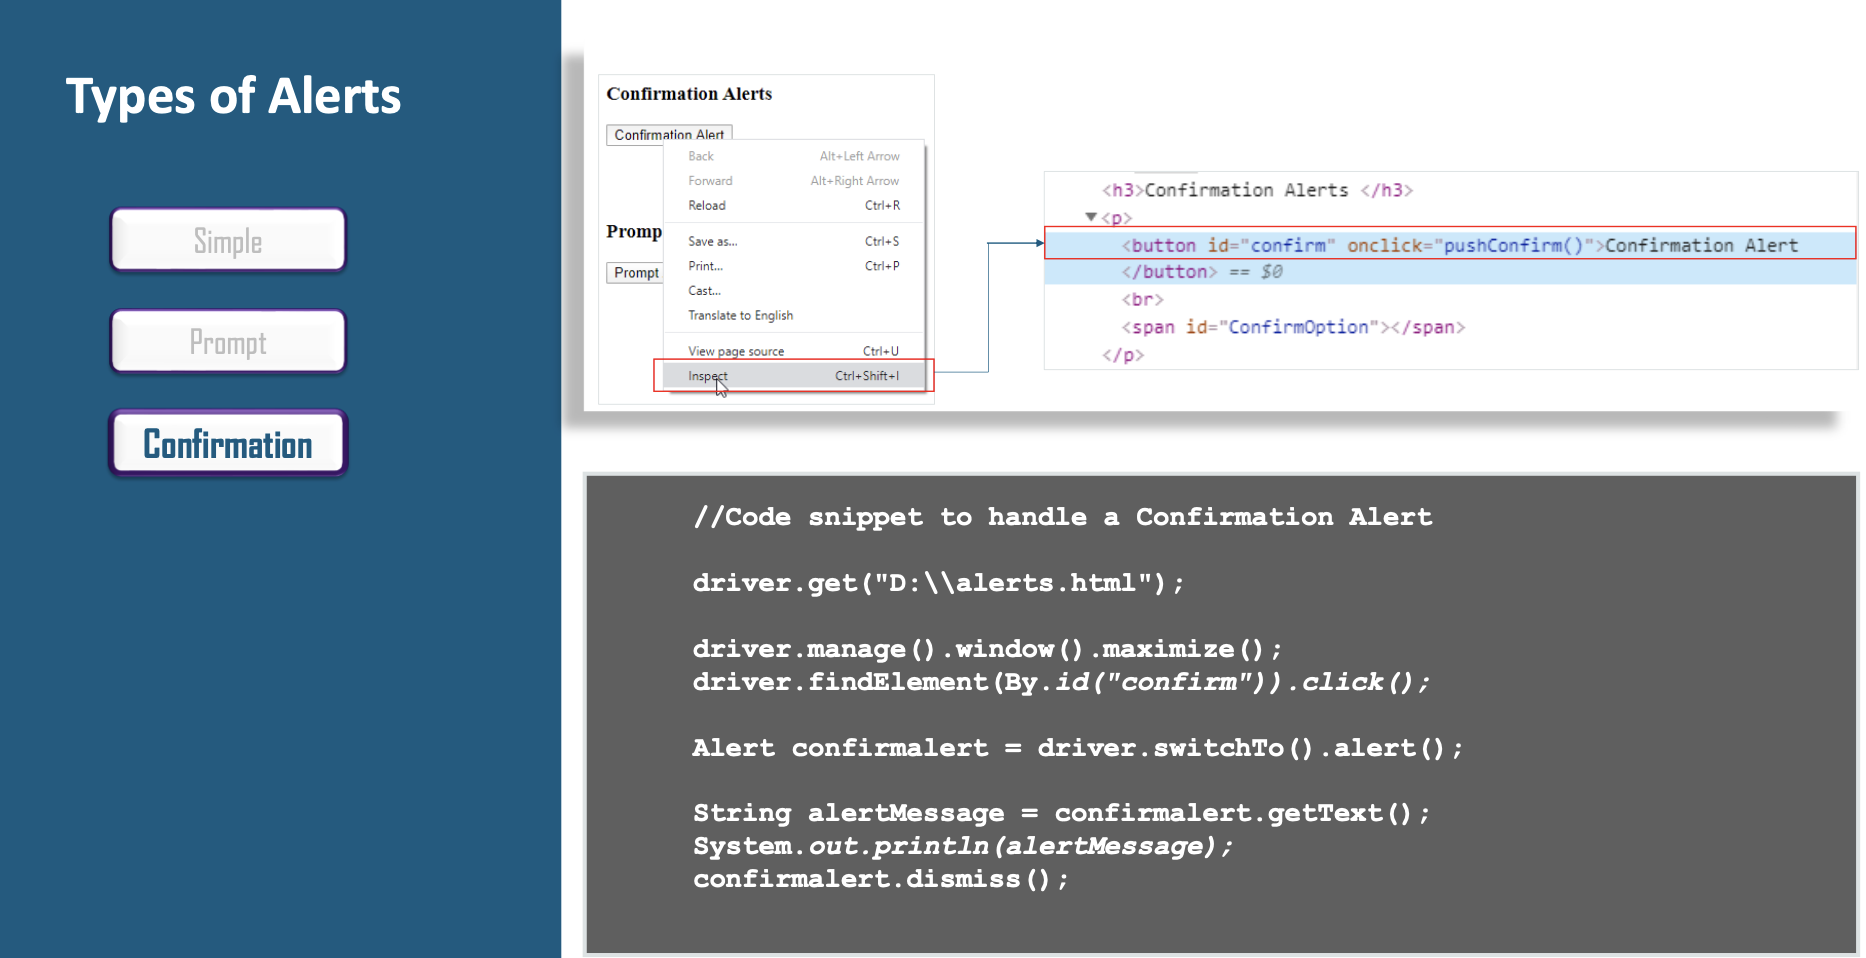 Types of Alerts
Simple
Prompt
Confirmation
Confirmation Alerts
Confirmation Alert
Back Alt+Left Arrow
Forward Alt+Right Arrow
Reload Ctrl+R
Promp
Save as... Ctrl+S
Prompt
Print... Ctrl+P
Cast...
Translate to English
View page source Ctrl+U
Inspect Ctrl+Shift+I
<h3>Confirmation Alerts </h3>
▼<p>
<button id="confirm" onclick="pushConfirm()">Confirmation Alert
</button> == $0
<br>
<span id="ConfirmOption"></span>
</p>
//Code snippet to handle a Confirmation Alert
driver.get("D:\\alerts.html");
driver.manage().window().maximize();
driver.findElement(By.id("confirm")).click();
Alert confirmalert = driver.switchTo().alert();
String alertMessage = confirmalert.getText();
System.out.println(alertMessage);
confirmalert.dismiss();